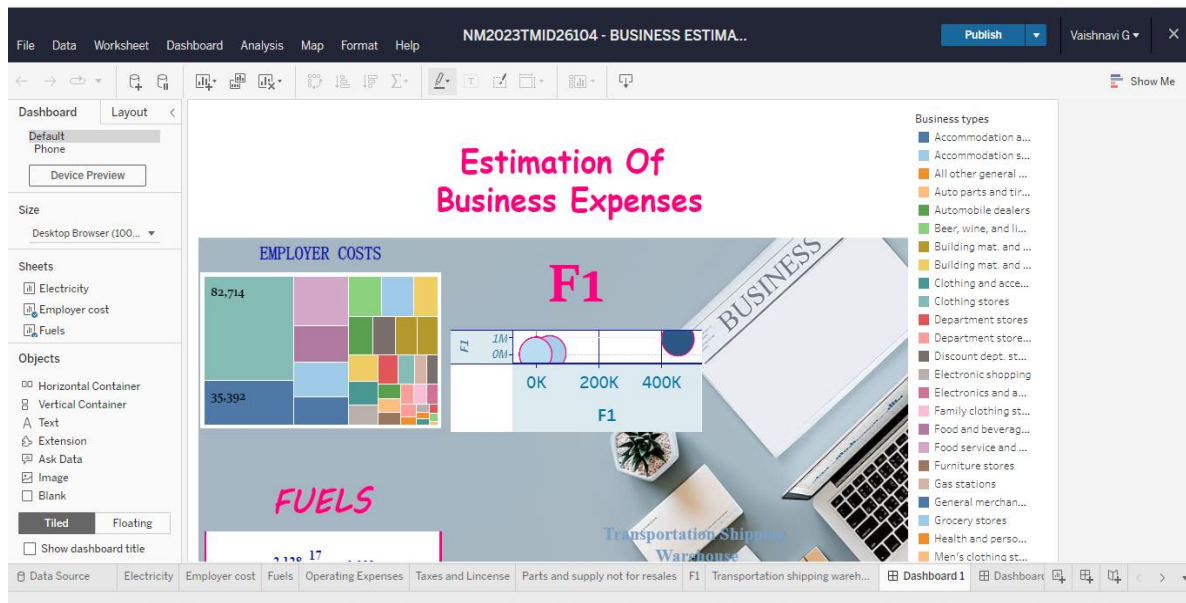 NM2023TMID26104 - BUSINESS ESTIMA...
Publish
Vaishnavi G
File Data Worksheet Dashboard Analysis Map Format Help
Show Me
Dashboard Layout
Default
Phone
Device Preview
Size
Desktop Browser (100...
Sheets
Electricity
Employer cost
Fuels
Objects
Horizontal Container
Vertical Container
A Text
Extension
Ask Data
Image
Blank
Tiled Floating
Show dashboard title
Estimation Of
Business Expenses
EMPLOYER COSTS
82,714
35,392
F1
BUSINESS
F1
1M
0M
0K 200K 400K
F1
FUELS
2,128 17
Transportation Shipping
Warehouse
Business types
Accommodation a...
Accommodation s...
All other general ...
Auto parts and tir...
Automobile dealers
Beer, wine, and li...
Building mat. and ...
Building mat. and ...
Clothing and acce...
Clothing stores
Department stores
Department store...
Discount dept. st...
Electronic shopping
Electronics and a...
Family clothing st...
Food and beverag...
Food service and ...
Furniture stores
Gas stations
General merchan...
Grocery stores
Health and perso...
Men's clothing st...
Data Source Electricity Employer cost Fuels Operating Expenses Taxes and Lincense Parts and supply not for resales F1 Transportation shipping wareh... Dashboard 1 Dashboard